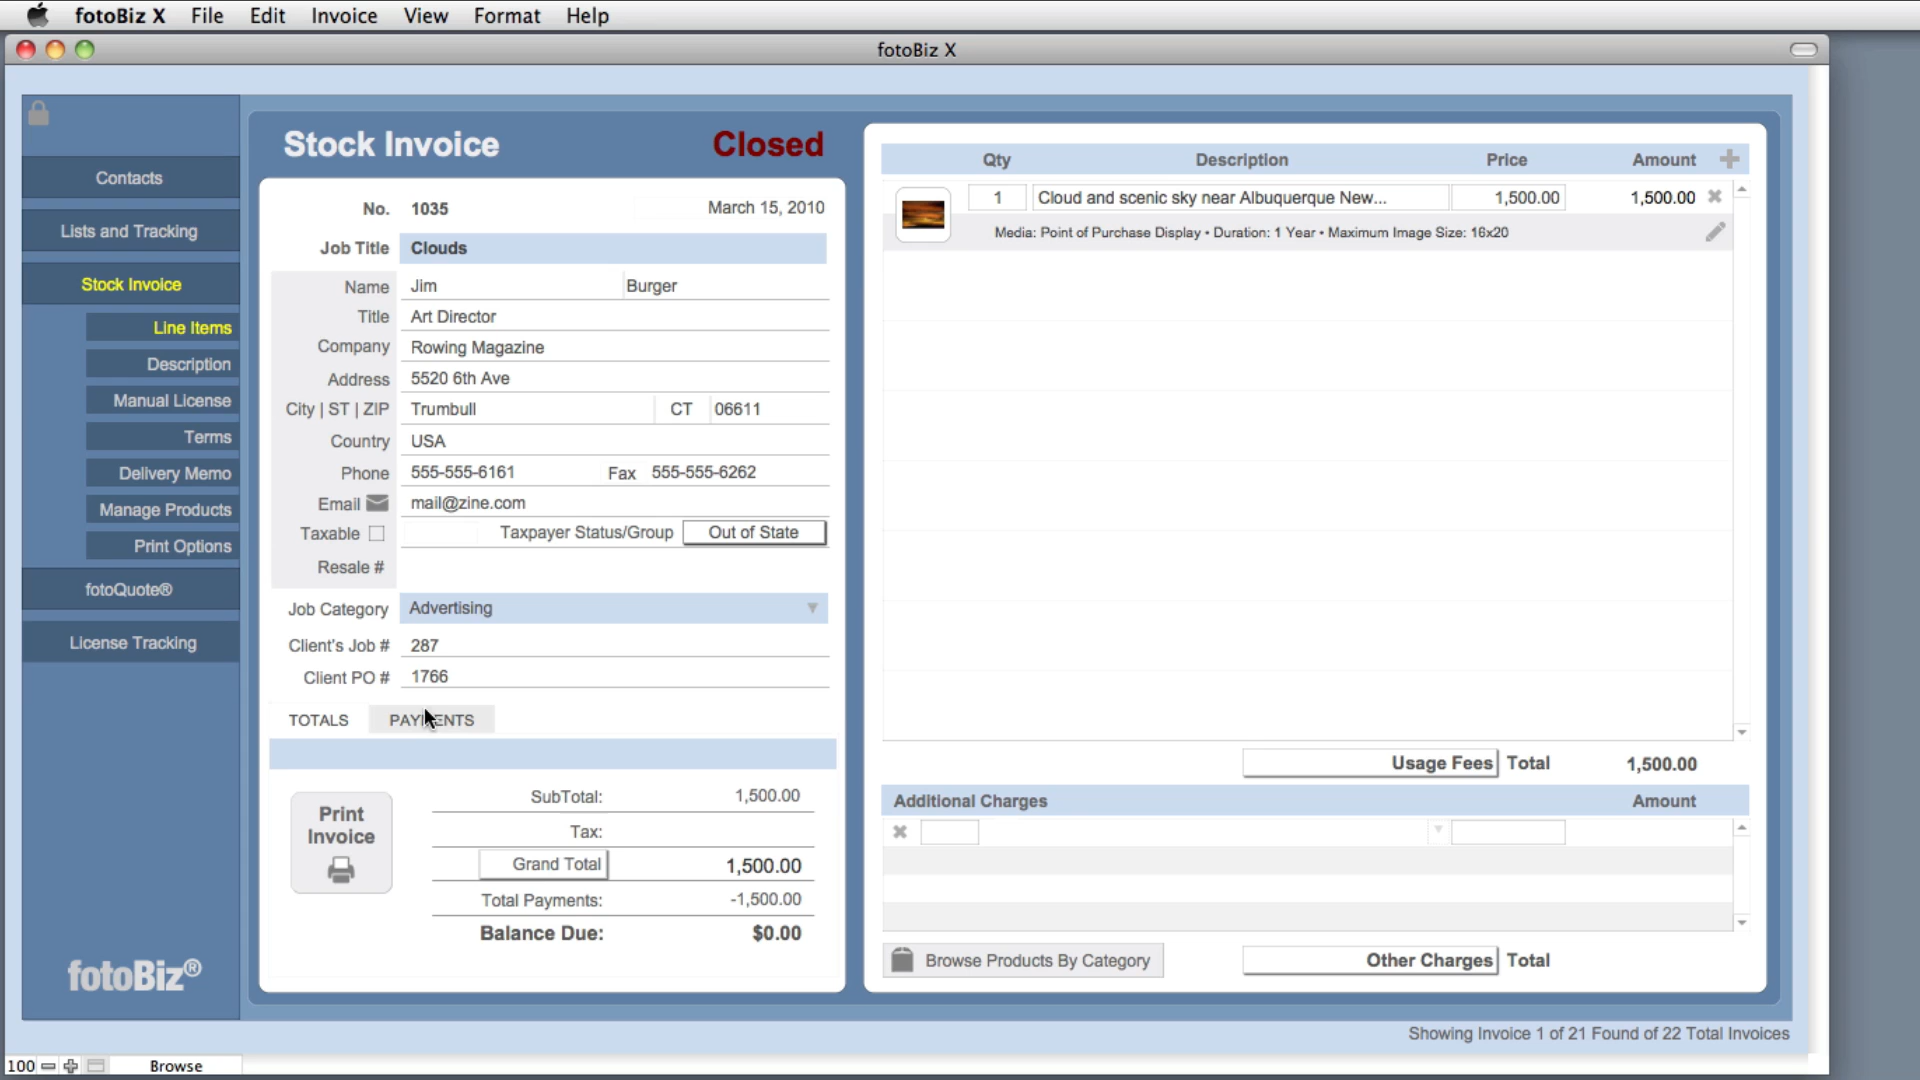 fotoBiz X File Edit Invoice View Format Help
fotoBiz X
Contacts
Lists and Tracking
Stock Invoice
Line Items
Description
Manual License
Terms
Delivery Memo
Manage Products
Print Options
fotoQuote®
License Tracking
fotoBiz®
Stock Invoice Closed
No. 1035 March 15, 2010
Job Title Clouds
Name Jim Burger
Title Art Director
Company Rowing Magazine
Address 5520 6th Ave
City | ST | ZIP Trumbull CT 06611
Country USA
Phone 555-555-6161 Fax 555-555-6262
Email mail@zine.com
Taxable Taxpayer Status/Group Out of State
Resale #
Job Category Advertising
Client's Job # 287
Client PO # 1766
TOTALS PAYMENTS
Print
Invoice
SubTotal: 1,500.00
Tax:
Grand Total 1,500.00
Total Payments: -1,500.00
Balance Due: $0.00
Qty Description Price Amount
1 Cloud and scenic sky near Albuquerque New... 1,500.00 1,500.00
Media: Point of Purchase Display • Duration: 1 Year • Maximum Image Size: 16x20
Usage Fees Total 1,500.00
Additional Charges Amount
Browse Products By Category Other Charges Total
Showing Invoice 1 of 21 Found of 22 Total Invoices
100 Browse